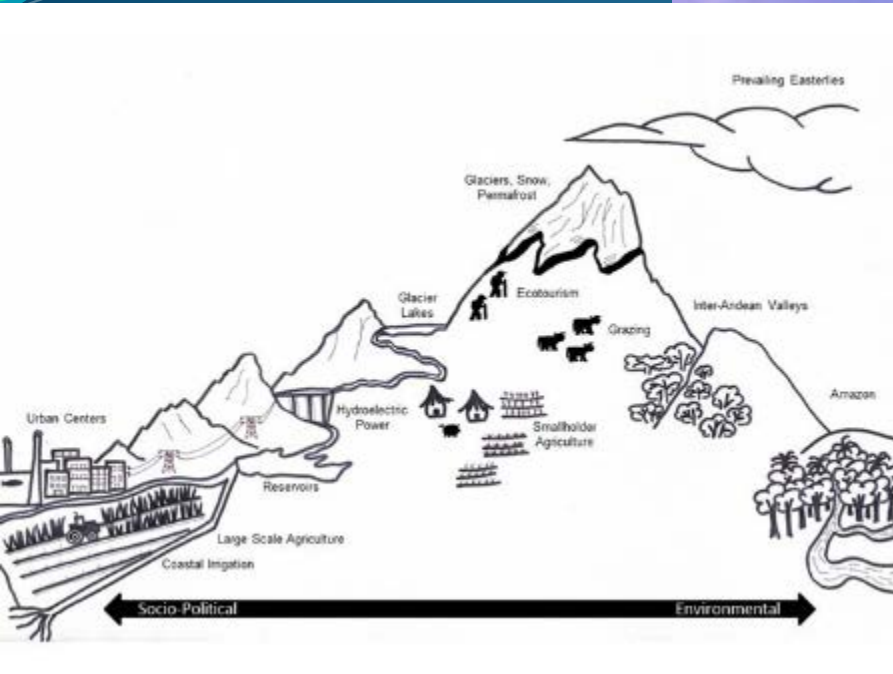 Prevailing Easterlies
Glaciers, Snow,
Permafrost
Glacier
Lakes
Ecotourism
Inter-Andean Valleys
Grazing
Amazon
Urban Centers
Hydroelectric
Power
Smallholder
Agriculture
Reservoirs
Large Scale Agriculture
Coastal Irrigation
Socio-Political
Environmental